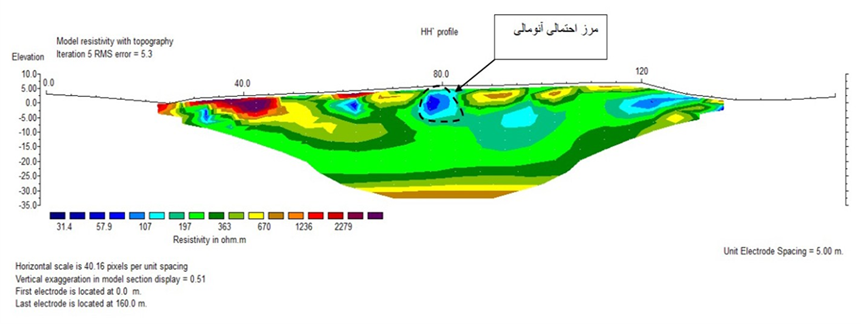 مرز احتمالی آنومالی
HH` profile
Model resistivity with topography
Iteration 5 RMS error = 5.3
Elevation
10.0
5.0
0.0
-5.0
-10.0
-15.0
-20.0
-25.0
-30.0
-35.0
0.0
40.0
80.0
120
31.4 57.9 107 197 363 670 1236 2279
Resistivity in ohm.m
Unit Electrode Spacing = 5.00 m.
Horizontal scale is 40.16 pixels per unit spacing
Vertical exaggeration in model section display = 0.51
First electrode is located at 0.0 m.
Last electrode is located at 160.0 m.